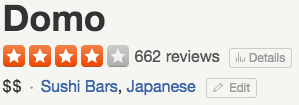 Domo
662 reviews Details
$$ · Sushi Bars, Japanese Edit